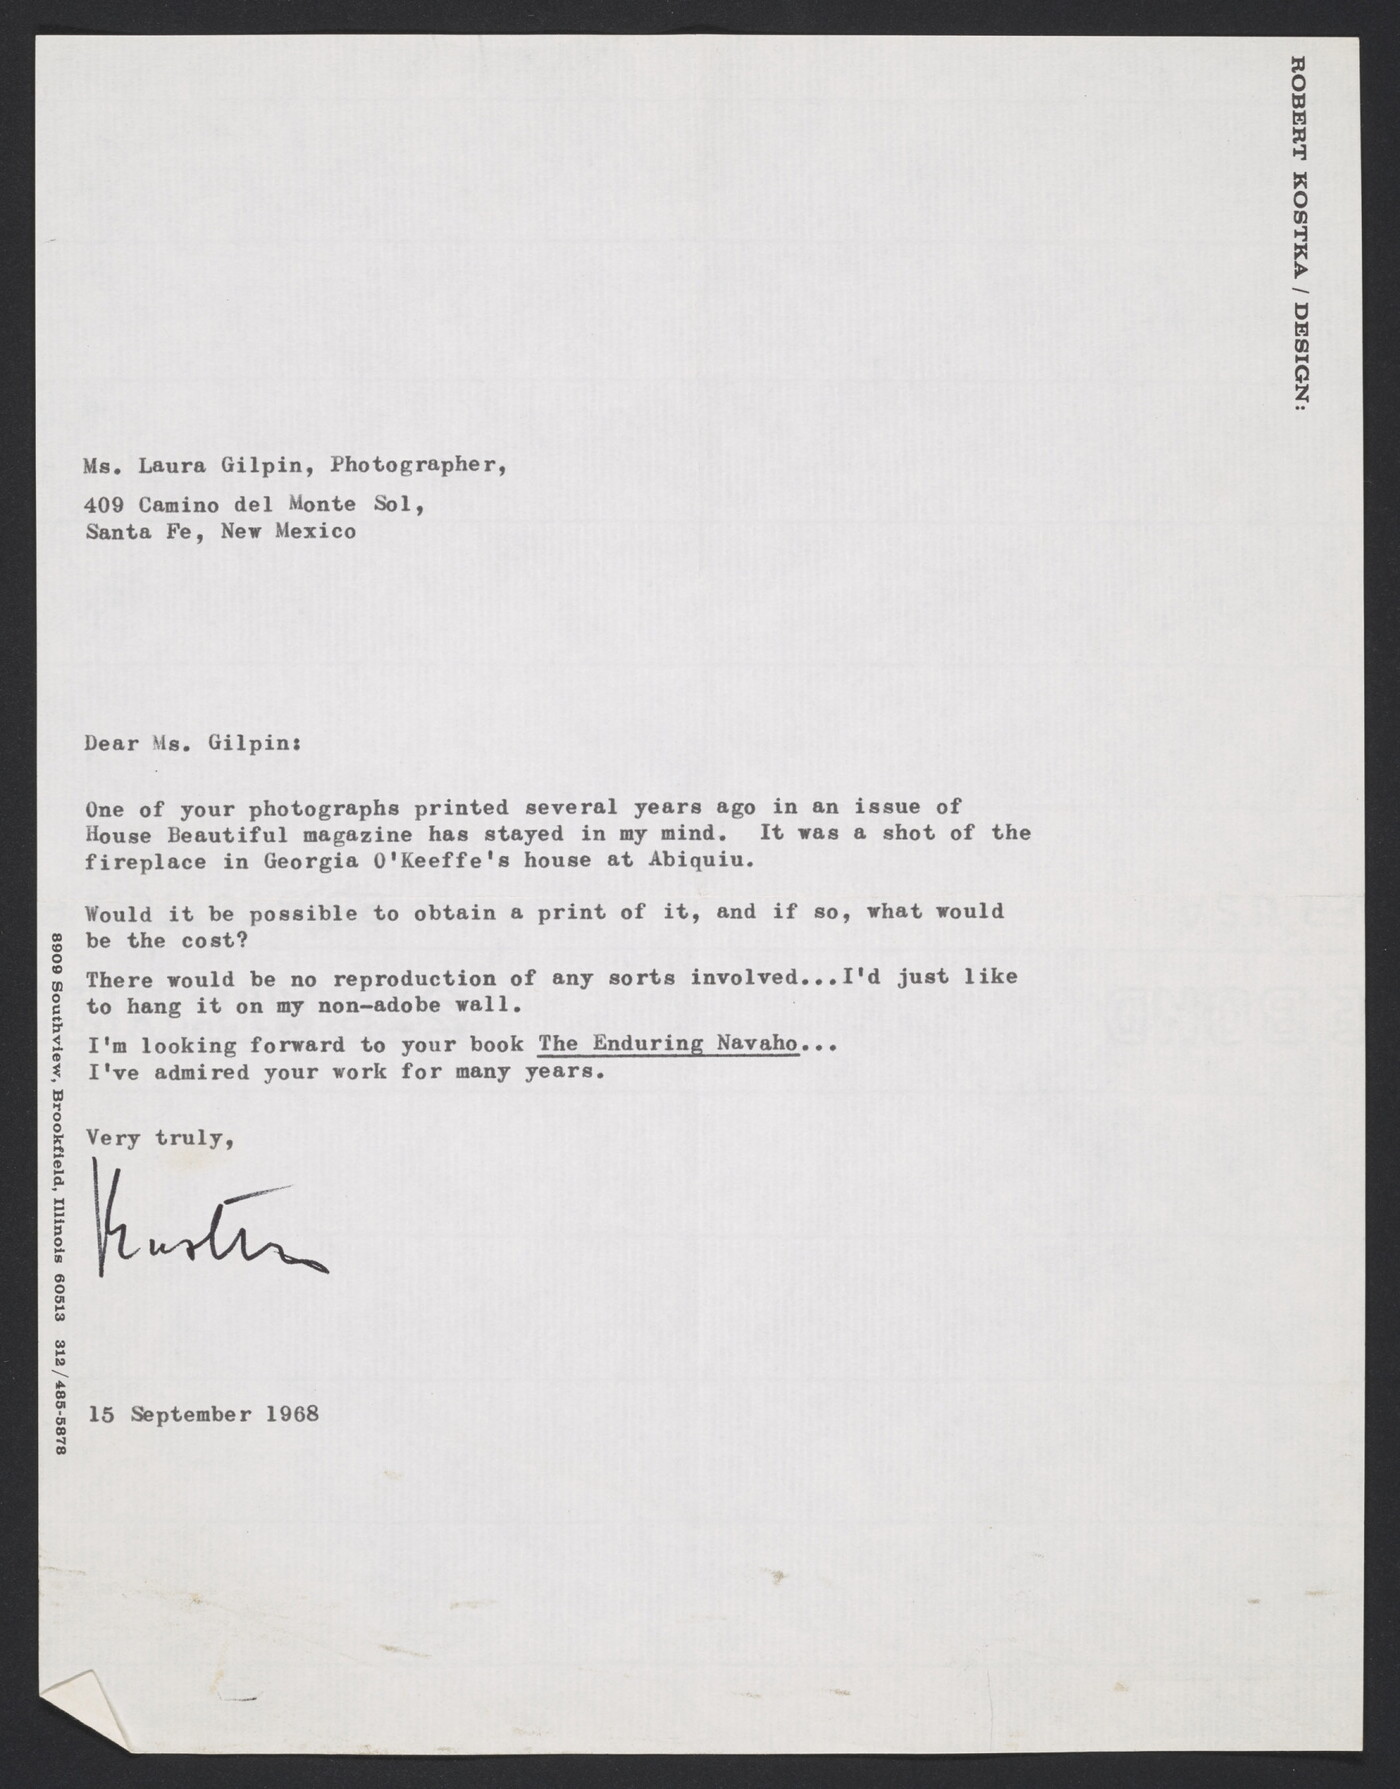 ROBERT KOSTKA / DESIGN:
Ms. Laura Gilpin, Photographer,
409 Camino del Monte Sol,
Santa Fe, New Mexico
Dear Ms. Gilpin:
One of your photographs printed several years ago in an issue of
House Beautiful magazine has stayed in my mind.  It was a shot of the
fireplace in Georgia O'Keeffe's house at Abiquiu.
Would it be possible to obtain a print of it, and if so, what would
be the cost?
There would be no reproduction of any sorts involved...I'd just like
to hang it on my non-adobe wall.
I'm looking forward to your book The Enduring Navaho...
I've admired your work for many years.
Very truly,
Kostka
15 September 1968
8909 Southview, Brookfield, Illinois 60513 312/485-5878